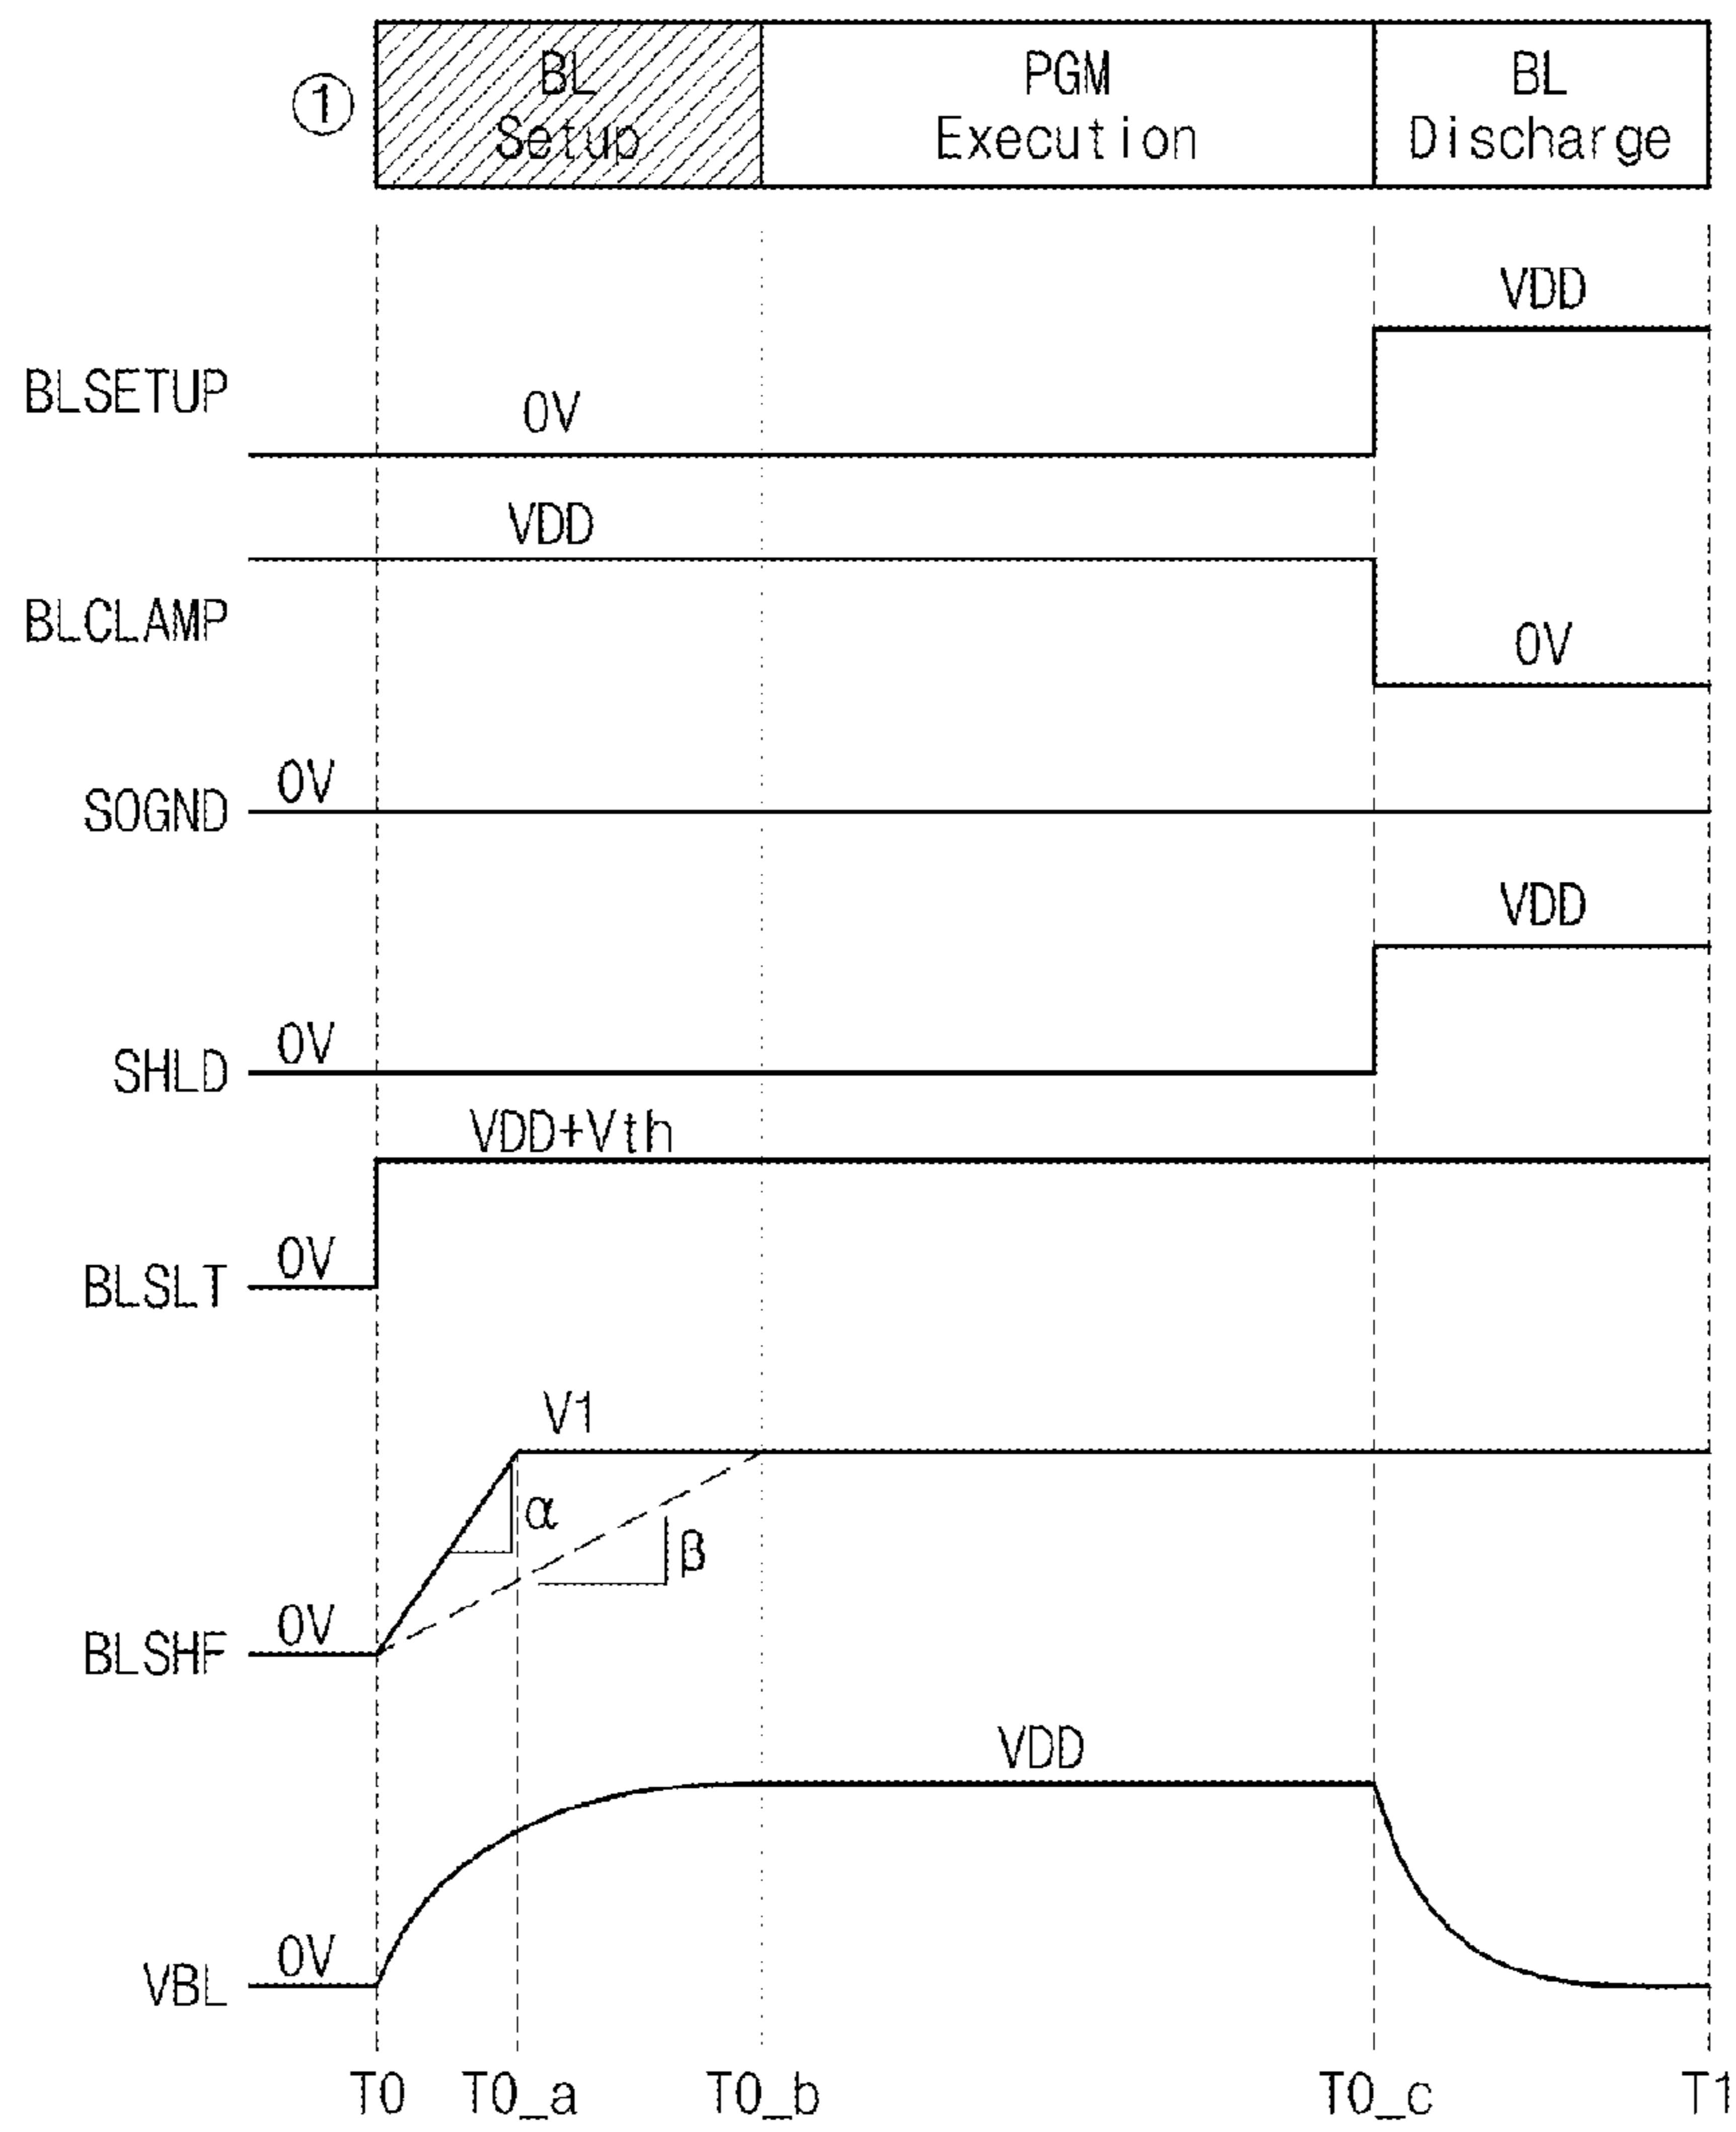 ①
BL
Setup
PGM
Execution
BL
Discharge
VDD
BLSETUP
0V
VDD
BLCLAMP
0V
0V
SOGND
VDD
0V
SHLD
VDD+Vth
0V
BLSLT
V1
α
β
0V
BLSHF
VDD
0V
VBL
T0 T0_a T0_b T0_c T1